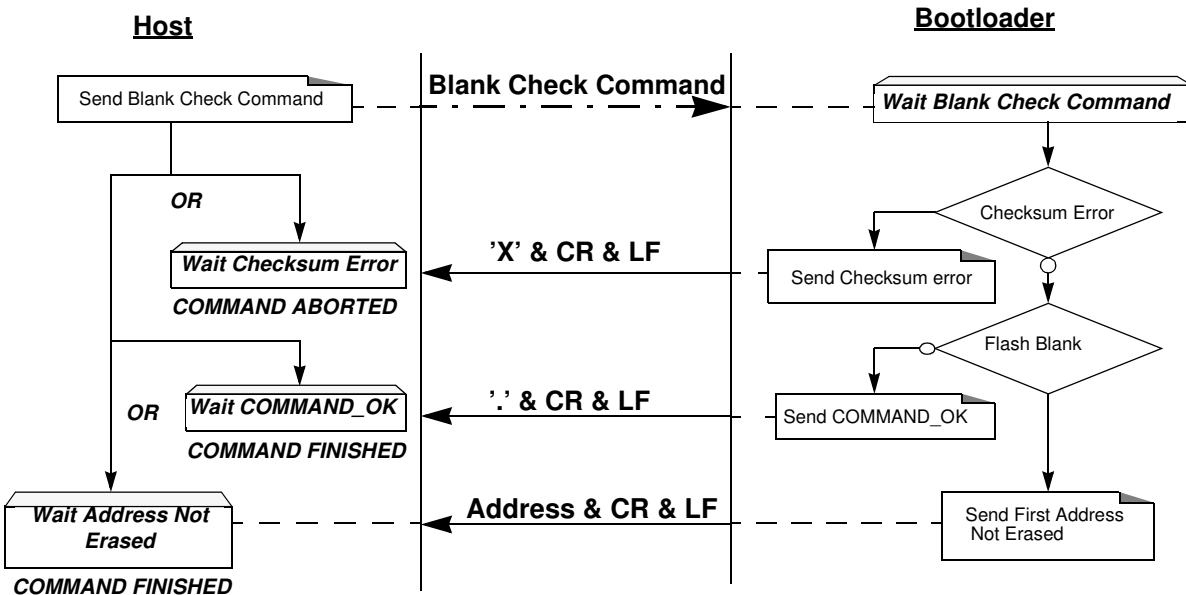 Host
Bootloader
Send Blank Check Command
Blank Check Command
Wait Blank Check Command
OR
Checksum Error
Wait Checksum Error
’X’ & CR & LF
Send Checksum error
COMMAND ABORTED
Flash Blank
OR
Wait COMMAND_OK
’.’ & CR & LF
Send COMMAND_OK
COMMAND FINISHED
Wait Address Not
Erased
Address & CR & LF
Send First Address
Not Erased
COMMAND FINISHED